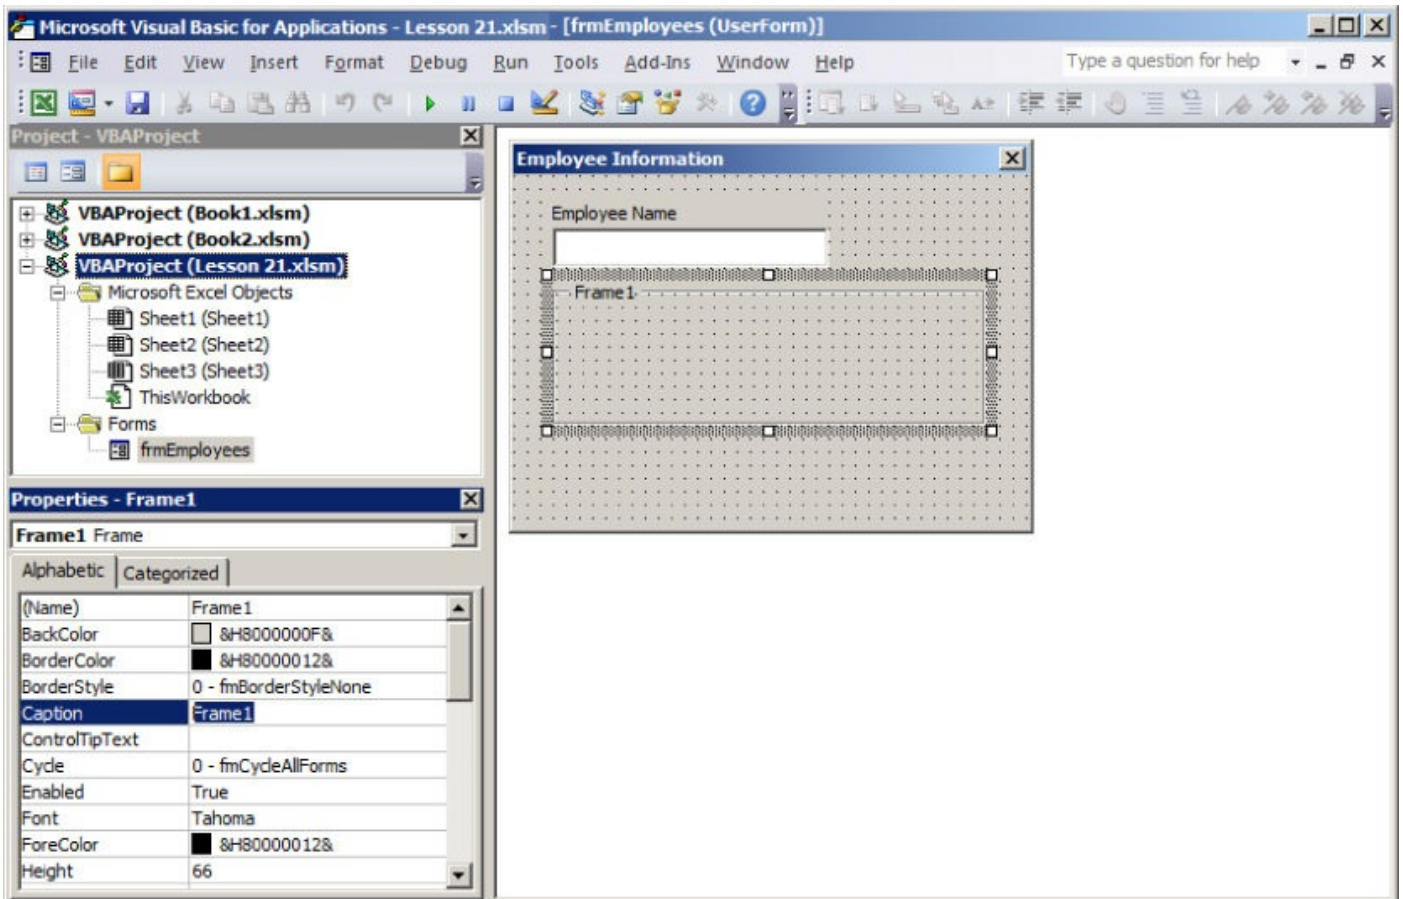 Microsoft Visual Basic for Applications - Lesson 21.xlsm - [frmEmployees (UserForm)]
File Edit View Insert Format Debug Run Tools Add-Ins Window Help Type a question for help
Project - VBAProject
VBAProject (Book1.xlsm)
VBAProject (Book2.xlsm)
VBAProject (Lesson 21.xlsm)
Microsoft Excel Objects
Sheet1 (Sheet1)
Sheet2 (Sheet2)
Sheet3 (Sheet3)
ThisWorkbook
Forms
frmEmployees
Properties - Frame1
Frame1 Frame
Alphabetic Categorized
(Name) Frame1
BackColor &H8000000F&
BorderColor &H80000012&
BorderStyle 0 - fmBorderStyleNone
Caption Frame1
ControlTipText
Cycle 0 - fmCycleAllForms
Enabled True
Font Tahoma
ForeColor &H80000012&
Height 66
Employee Information
Employee Name
Frame1